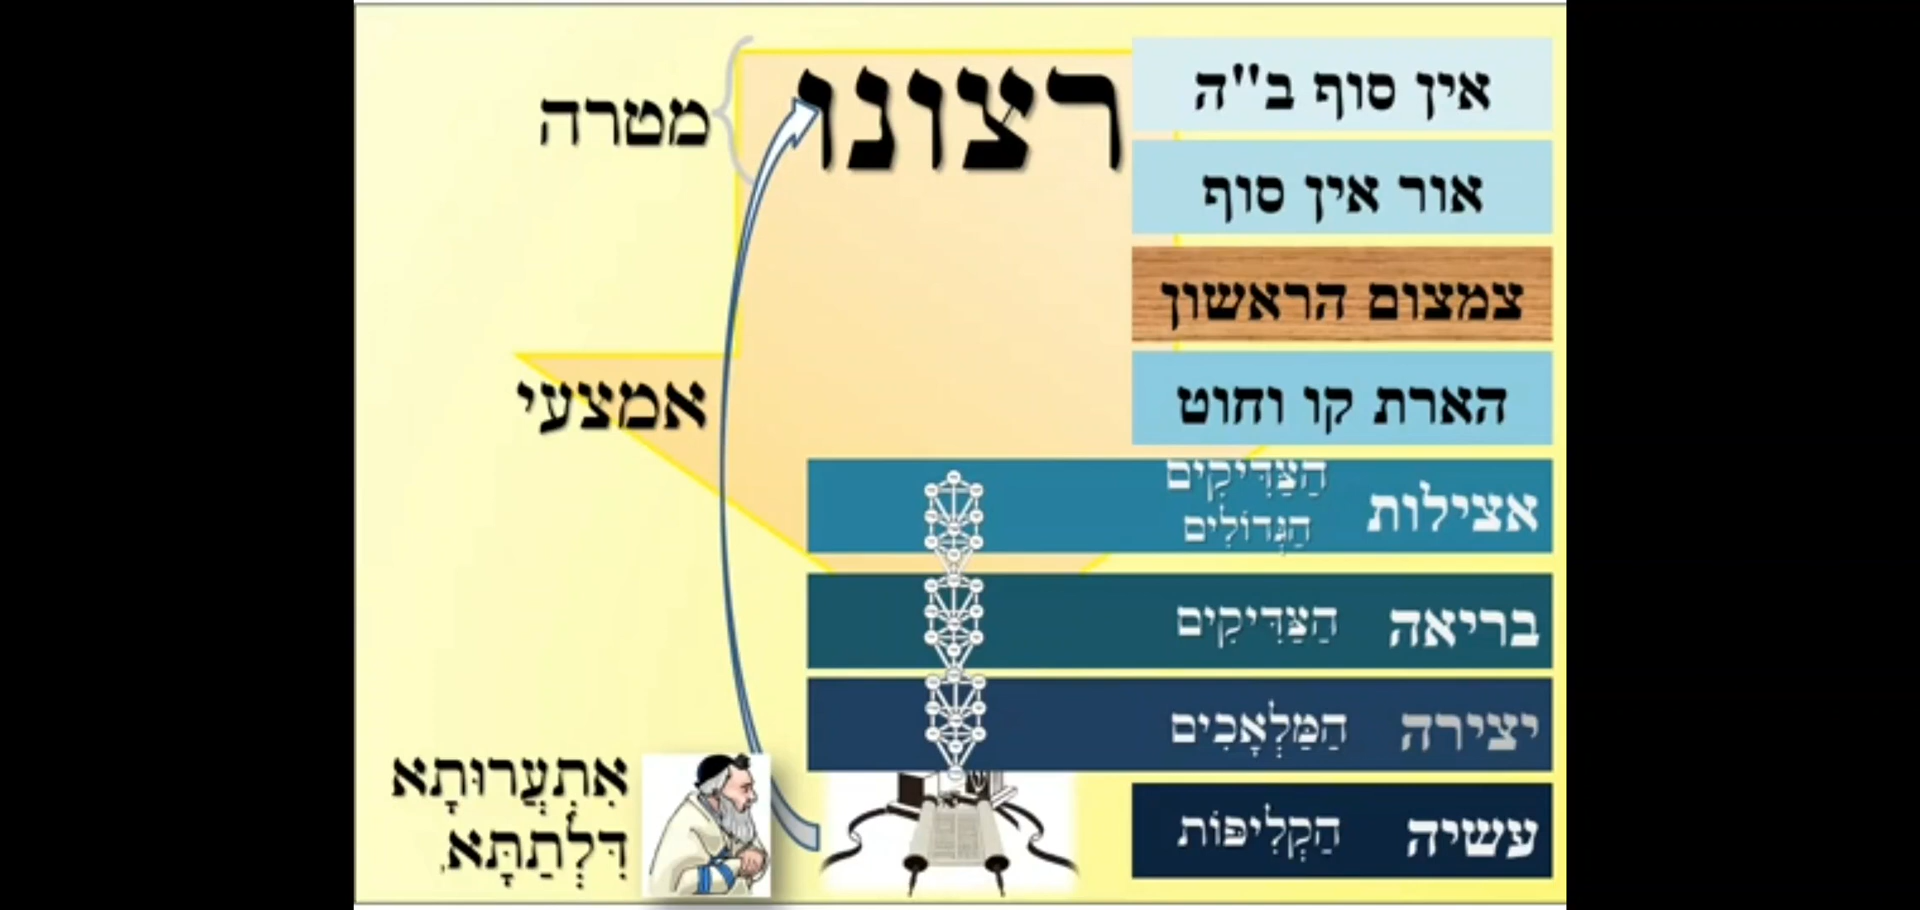 אין סוף ב"ה
רצונו
מטרה
אור אין סוף
צמצום הראשון
הארת קו וחוט
אמצעי
אצילות
הַצַּדִּיקִים
הַגְּדוֹלִים
בריאה
הַצַּדִּיקִים
יצירה
הַמַּלְאָכִים
עשיה
הַקְלִיפּוֹת
אִתְעֲרוּתָא
דִּלְתַתָּא,